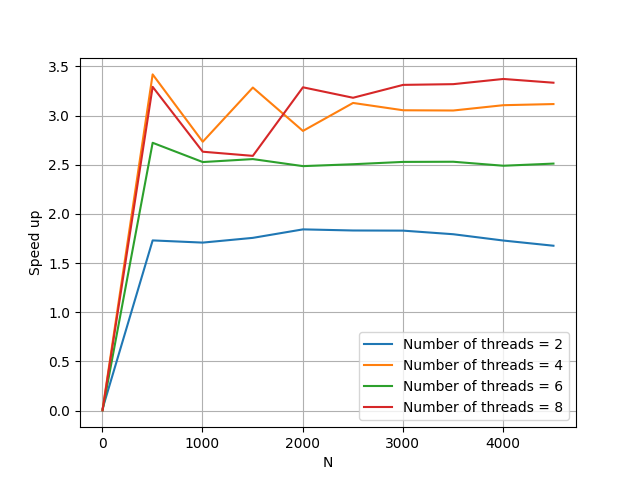 3.5
3.0
2.5
2.0
1.5
1.0
0.5
0.0
Speed up
0
1000
2000
3000
4000
N
Number of threads = 2
Number of threads = 4
Number of threads = 6
Number of threads = 8